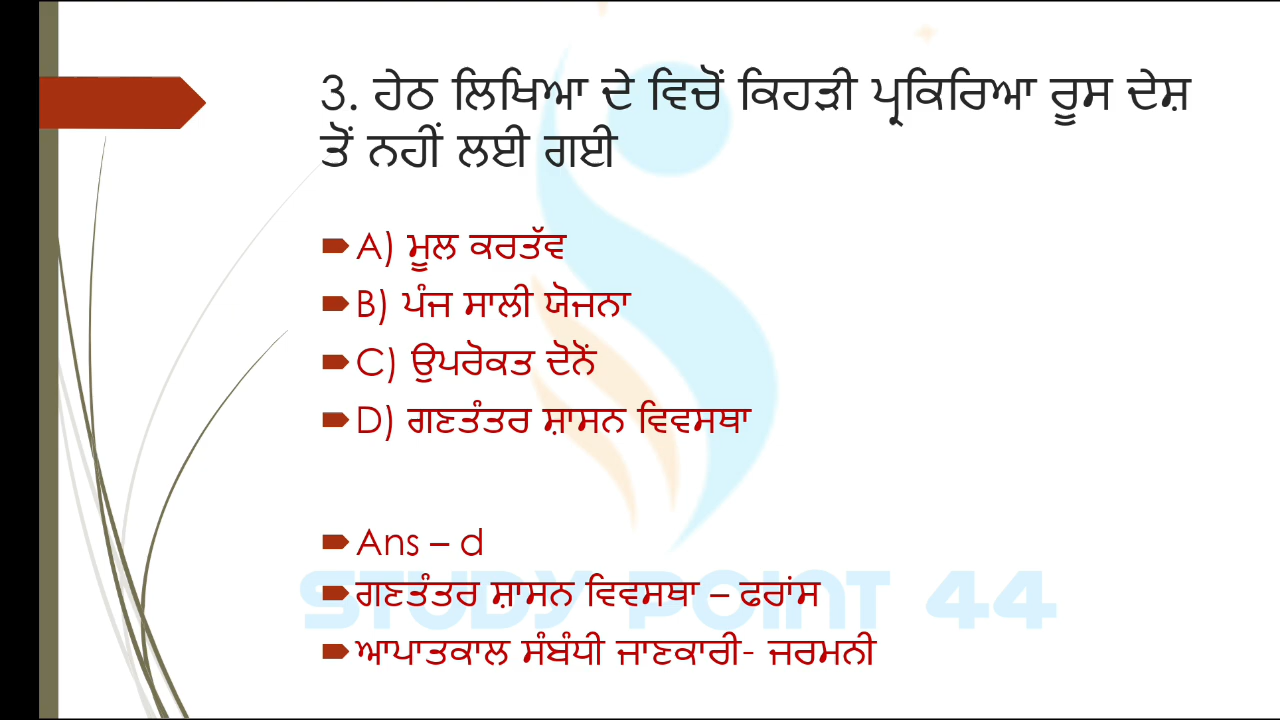 3. ਹੇਠ ਲਿਖਿਆ ਦੇ ਵਿਚੋਂ ਕਿਹੜੀ ਪ੍ਰਕਿਰਿਆ ਰੂਸ ਦੇਸ਼
ਤੋਂ ਨਹੀਂ ਲਈ ਗਈ
A) ਮੂਲ ਕਰਤੱਵ
B) ਪੰਜ ਸਾਲੀ ਯੋਜਨਾ
C) ਉਪਰੋਕਤ ਦੋਨੋਂ
D) ਗਣਤੰਤਰ ਸ਼ਾਸਨ ਵਿਵਸਥਾ
Ans – d
ਗਣਤੰਤਰ ਸ਼ਾਸਨ ਵਿਵਸਥਾ – ਫਰਾਂਸ
STUDY POINT 44
ਆਪਾਤਕਾਲ ਸੰਬੰਧੀ ਜਾਣਕਾਰੀ- ਜਰਮਨੀ